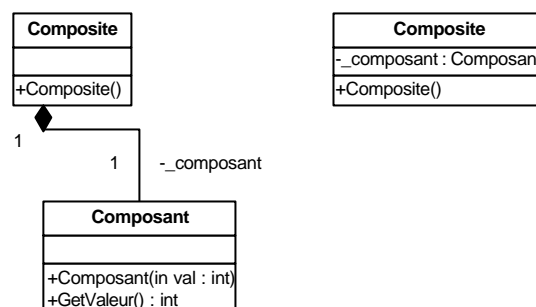 Composite
+Composite()
1
1
-_composant
Composant
+Composant(in val : int)
+GetValeur() : int
Composite
-_composant : Composan
+Composite()